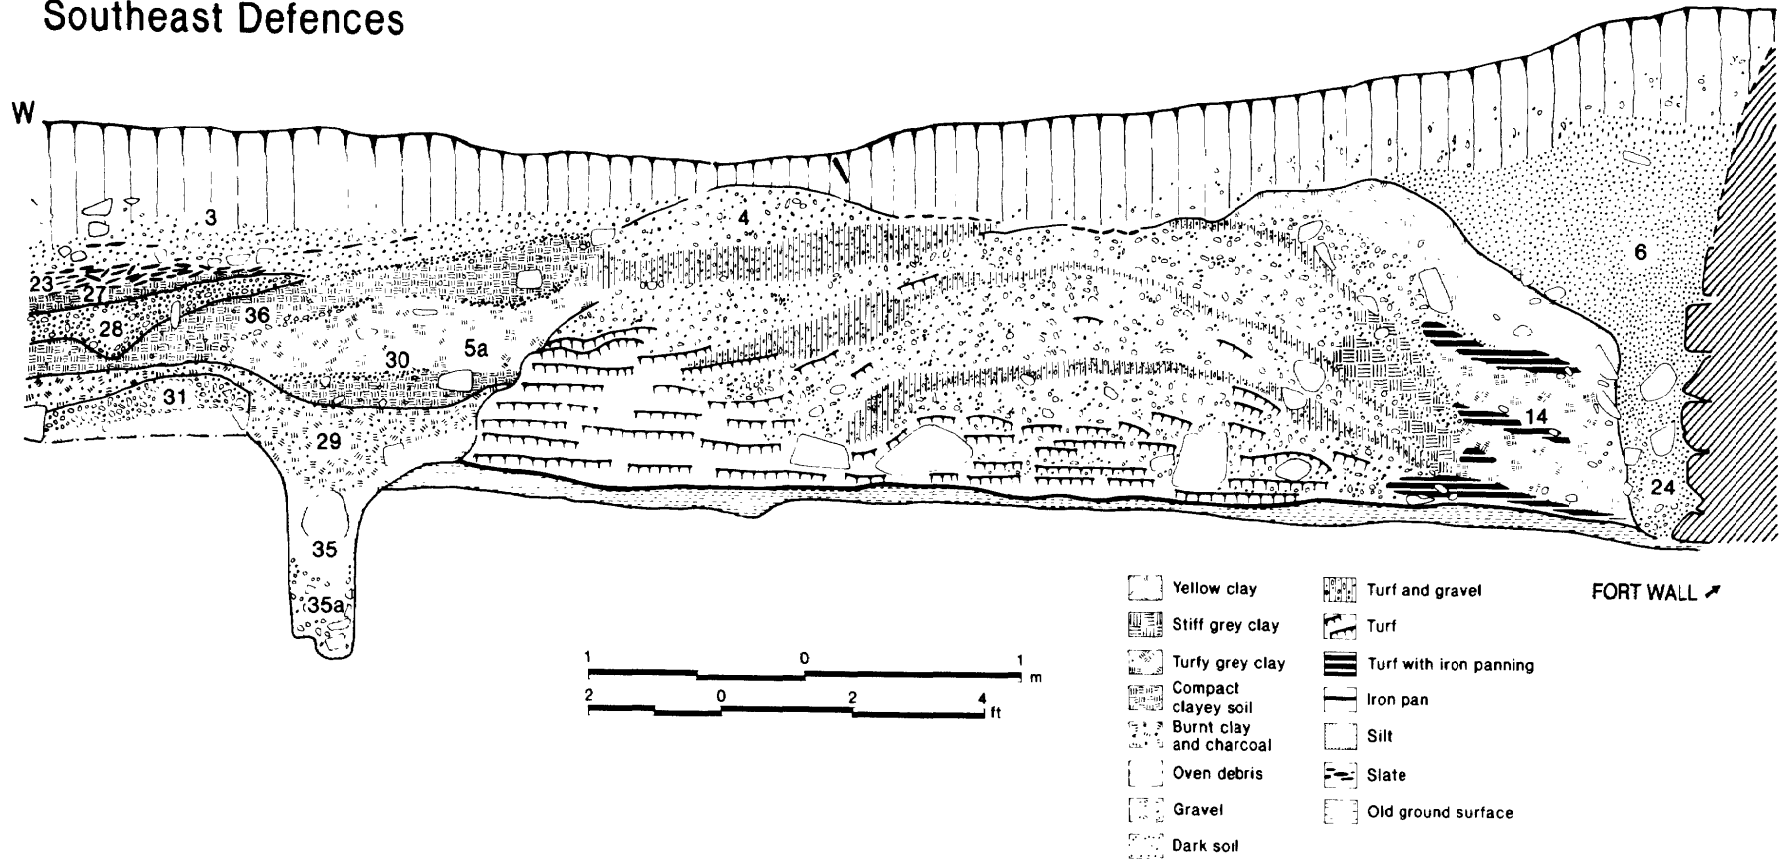 Southeast Defences
W
3
4
6
23
27
28
36
30
5a
31
29
14
24
35
35a
1 0 1 m
2 0 2 4 ft
FORT WALL
Yellow clay
Stiff grey clay
Turfy grey clay
Compact
clayey soil
Burnt clay
and charcoal
Oven debris
Gravel
Dark soil
Turf and gravel
Turf
Turf with iron panning
Iron pan
Silt
Slate
Old ground surface